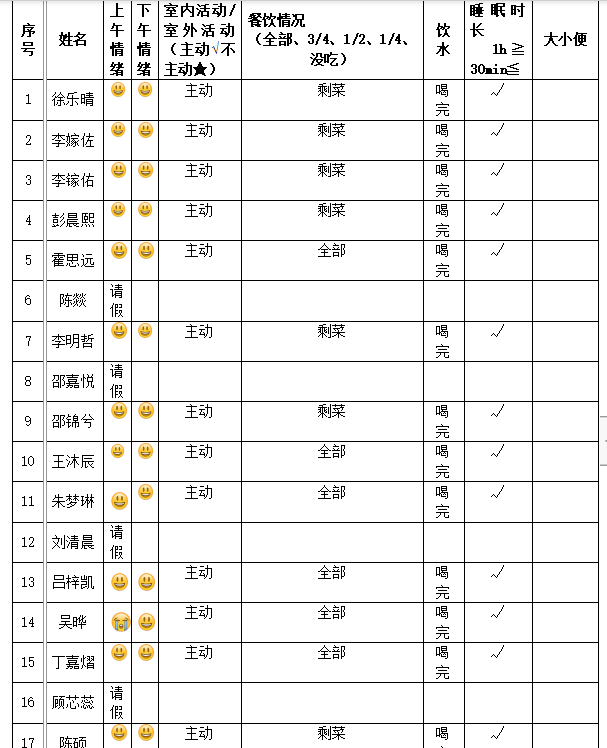 序号 姓名 上午情绪 下午情绪 室内活动/室外活动（主动√不主动★） 餐饮情况（全部、3/4、1/2、1/4、没吃） 饮水 睡眠时长 1h≧ 30min≦ 大小便
1 徐乐晴 😀 😀 主动 剩菜 喝完 √
2 李嫁佐 😀 😀 主动 剩菜 喝完 √
3 李镓佑 😀 😀 主动 剩菜 喝完 √
4 彭晨熙 😀 😀 主动 剩菜 喝完 √
5 霍思远 😀 😀 主动 全部 喝完 √
6 陈燚 请假
7 李明哲 😀 😀 主动 剩菜 喝完 √
8 邵嘉悦 请假
9 邵锦兮 😀 😀 主动 剩菜 喝完 √
10 王沐辰 😀 😀 主动 全部 喝完 √
11 朱梦琳 😀 😀 主动 全部 喝完 √
12 刘清晨 请假
13 吕梓凯 😀 😀 主动 全部 喝完 √
14 吴晔 😭 😀 主动 全部 喝完 √
15 丁嘉熠 😀 😀 主动 全部 喝完 √
16 顾芯蕊 请假
17 陈硕 😀 😀 主动 剩菜 喝 √